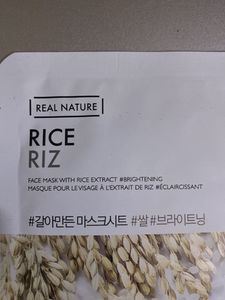 REAL NATURE
RICE
RIZ
FACE MASK WITH RICE EXTRACT #BRIGHTENING
MASQUE POUR LE VISAGE À L'EXTRAIT DE RIZ #ÉCLAIRCISSANT
#갈아만든 마스크시트 #쌀 #브라이트닝